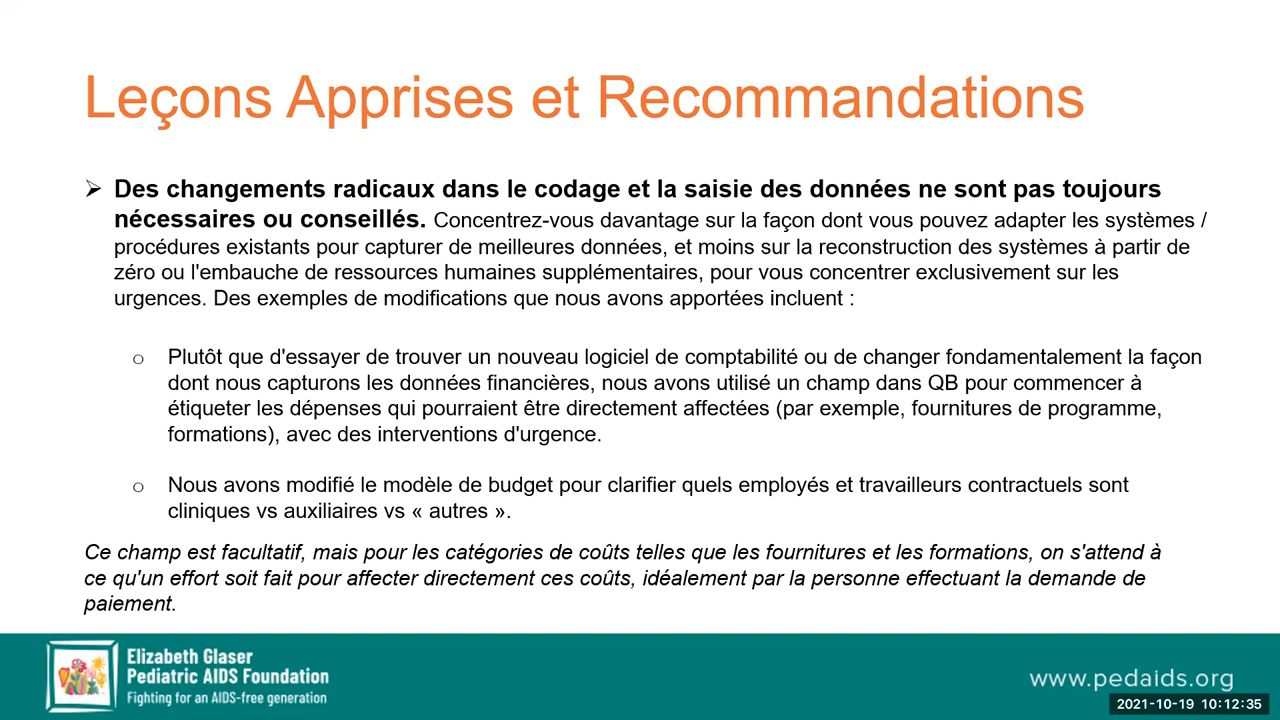 Leçons Apprises et Recommandations
➢ Des changements radicaux dans le codage et la saisie des données ne sont pas toujours
nécessaires ou conseillés. Concentrez-vous davantage sur la façon dont vous pouvez adapter les systèmes /
procédures existants pour capturer de meilleures données, et moins sur la reconstruction des systèmes à partir de
zéro ou l'embauche de ressources humaines supplémentaires, pour vous concentrer exclusivement sur les
urgences. Des exemples de modifications que nous avons apportées incluent :
o Plutôt que d'essayer de trouver un nouveau logiciel de comptabilité ou de changer fondamentalement la façon
dont nous capturons les données financières, nous avons utilisé un champ dans QB pour commencer à
étiqueter les dépenses qui pourraient être directement affectées (par exemple, fournitures de programme,
formations), avec des interventions d'urgence.
o Nous avons modifié le modèle de budget pour clarifier quels employés et travailleurs contractuels sont
cliniques vs auxiliaires vs « autres ».
Ce champ est facultatif, mais pour les catégories de coûts telles que les fournitures et les formations, on s'attend à
ce qu'un effort soit fait pour affecter directement ces coûts, idéalement par la personne effectuant la demande de
paiement.
Elizabeth Glaser
Pediatric AIDS Foundation
Fighting for an AIDS-free generation
www.pedaids.org
2021-10-19 10:12:35